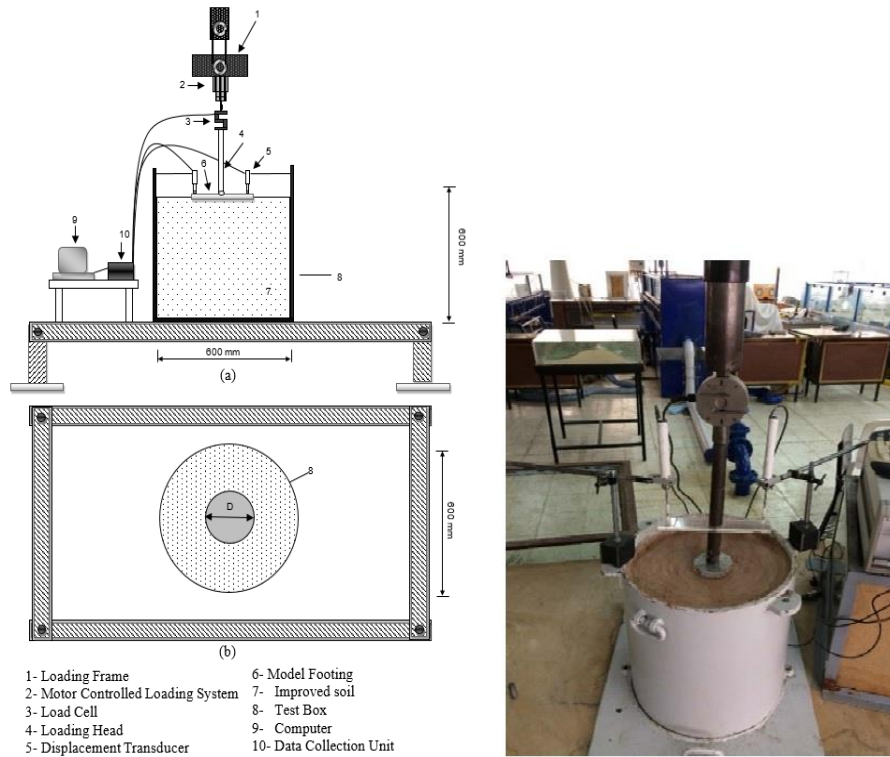 1
2
3
4
5
6
7
8
9
10
600 mm
600 mm
(a)
8
D
600 mm
(b)
1- Loading Frame
2- Motor Controlled Loading System
3- Load Cell
4- Loading Head
5- Displacement Transducer
6- Model Footing
7- Improved soil
8- Test Box
9- Computer
10- Data Collection Unit